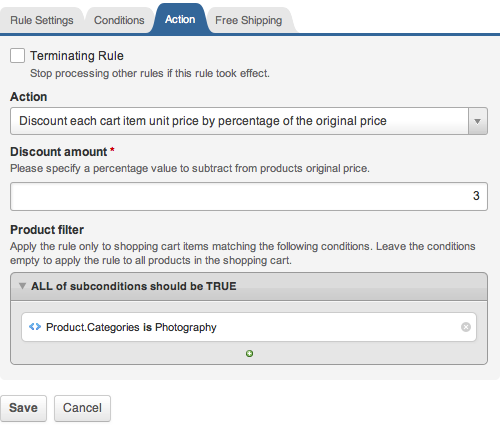 Rule Settings Conditions Action Free Shipping
Terminating Rule
Stop processing other rules if this rule took effect.
Action
Discount each cart item unit price by percentage of the original price
Discount amount *
Please specify a percentage value to subtract from products original price.
3
Product filter
Apply the rule only to shopping cart items matching the following conditions. Leave the conditions
empty to apply the rule to all products in the shopping cart.
ALL of subconditions should be TRUE
Product.Categories is Photography
Save Cancel